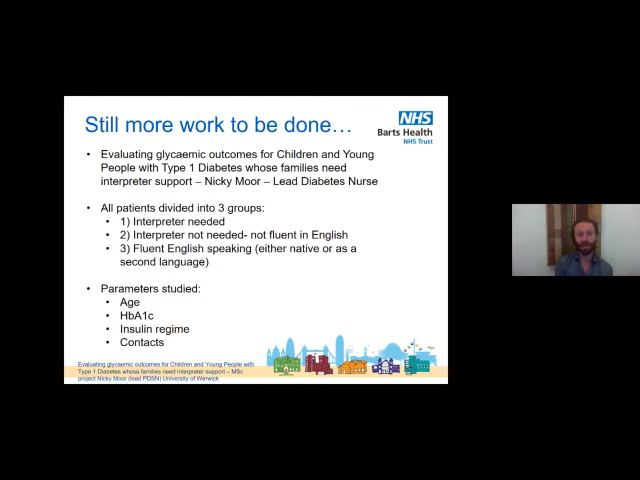 Still more work to be done…
NHS
Barts Health
NHS Trust
• Evaluating glycaemic outcomes for Children and Young
People with Type 1 Diabetes whose families need
interpreter support – Nicky Moor – Lead Diabetes Nurse
• All patients divided into 3 groups:
• 1) Interpreter needed
• 2) Interpreter not needed- not fluent in English
• 3) Fluent English speaking (either native or as a
second language)
• Parameters studied:
• Age
• HbA1c
• Insulin regime
• Contacts
Evaluating glycaemic outcomes for Children and Young People with
Type 1 Diabetes whose families need interpreter support – MSc
project Nicky Moor (lead PDSN) University of Warwick